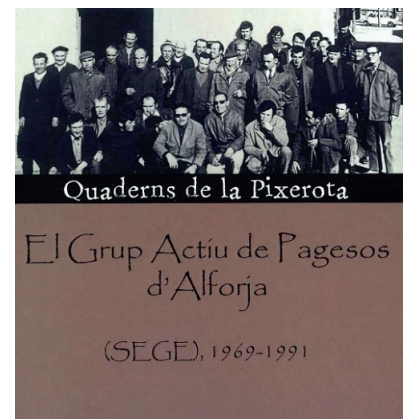 Quaderns de la Pixerota
El Grup Actiu de Pagesos
d'Alforja
(SEGE), 1969-1991